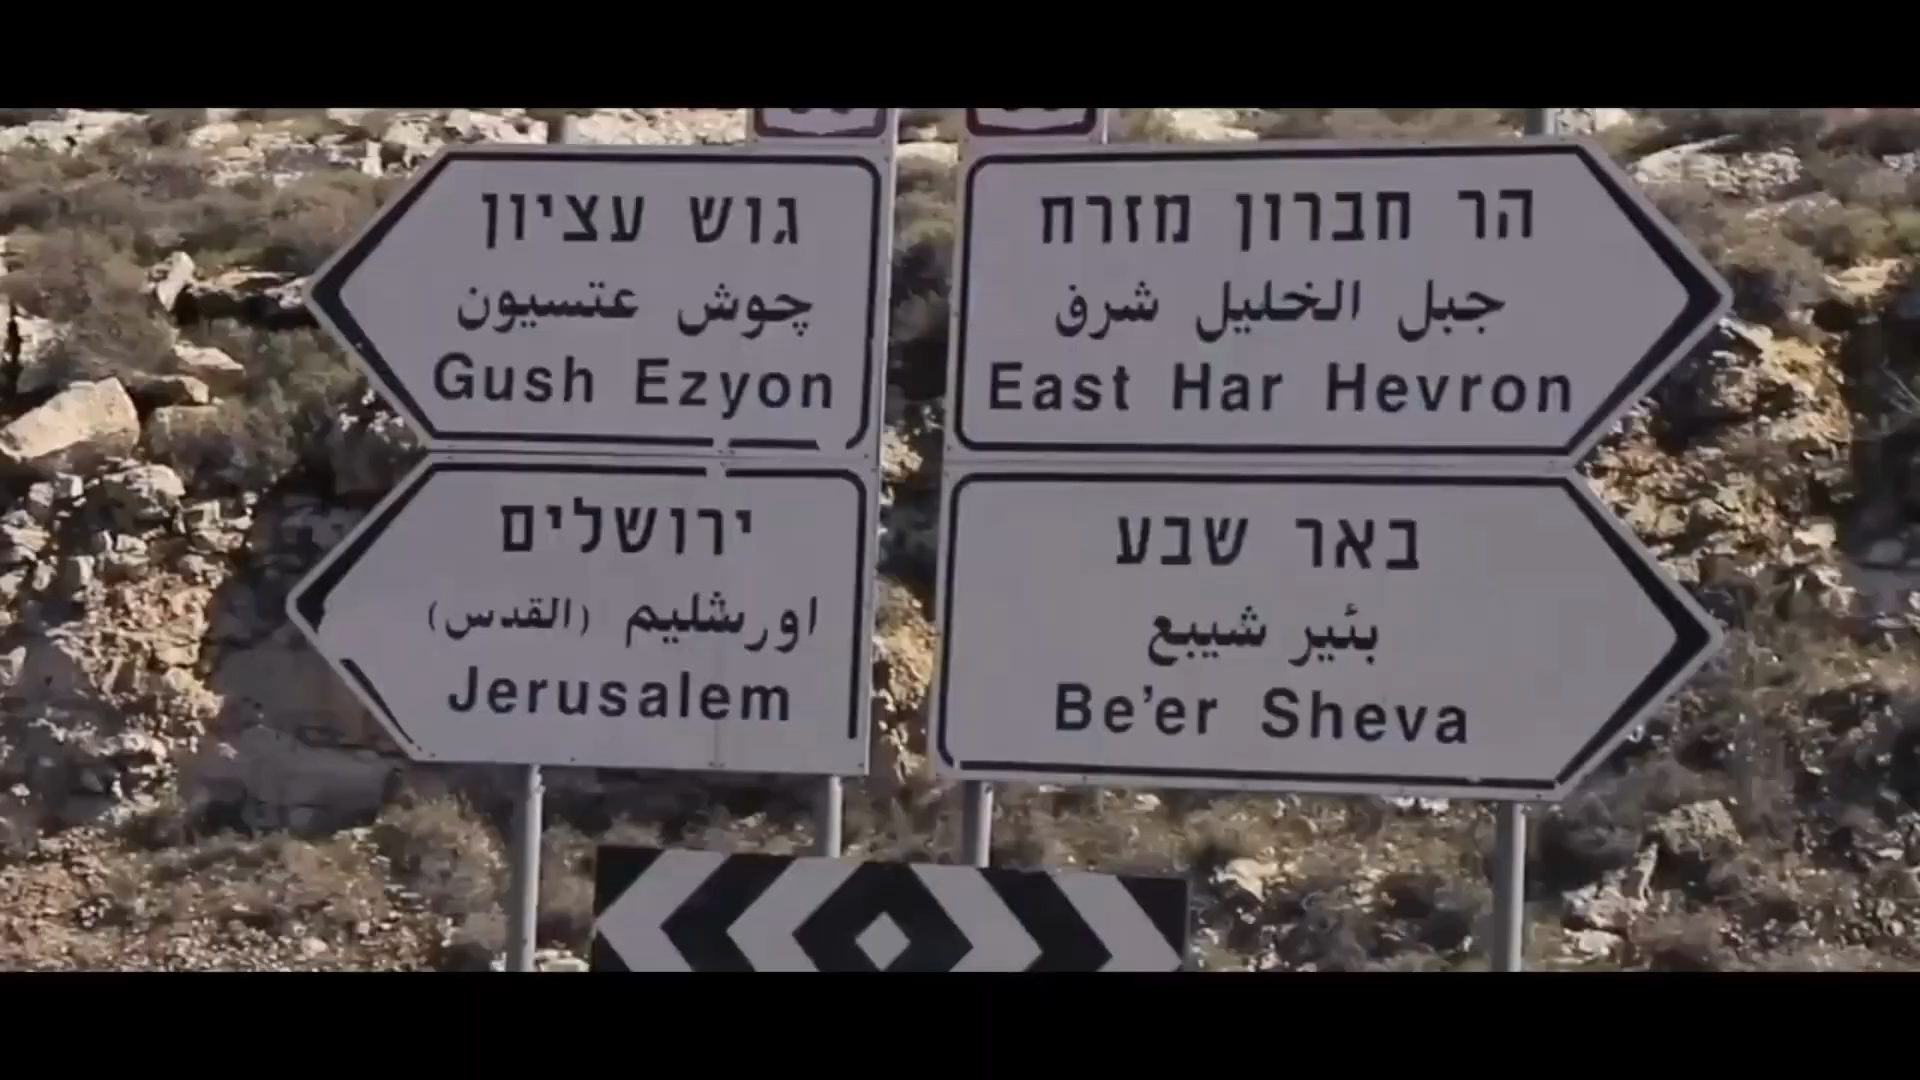 גוש עציון
چوش عتسيون
Gush Ezyon
הר חברון מזרח
جبل الخليل شرق
East Har Hevron
ירושלים
اورشليم (القدس)
Jerusalem
באר שבע
بئير شيبع
Be'er Sheva